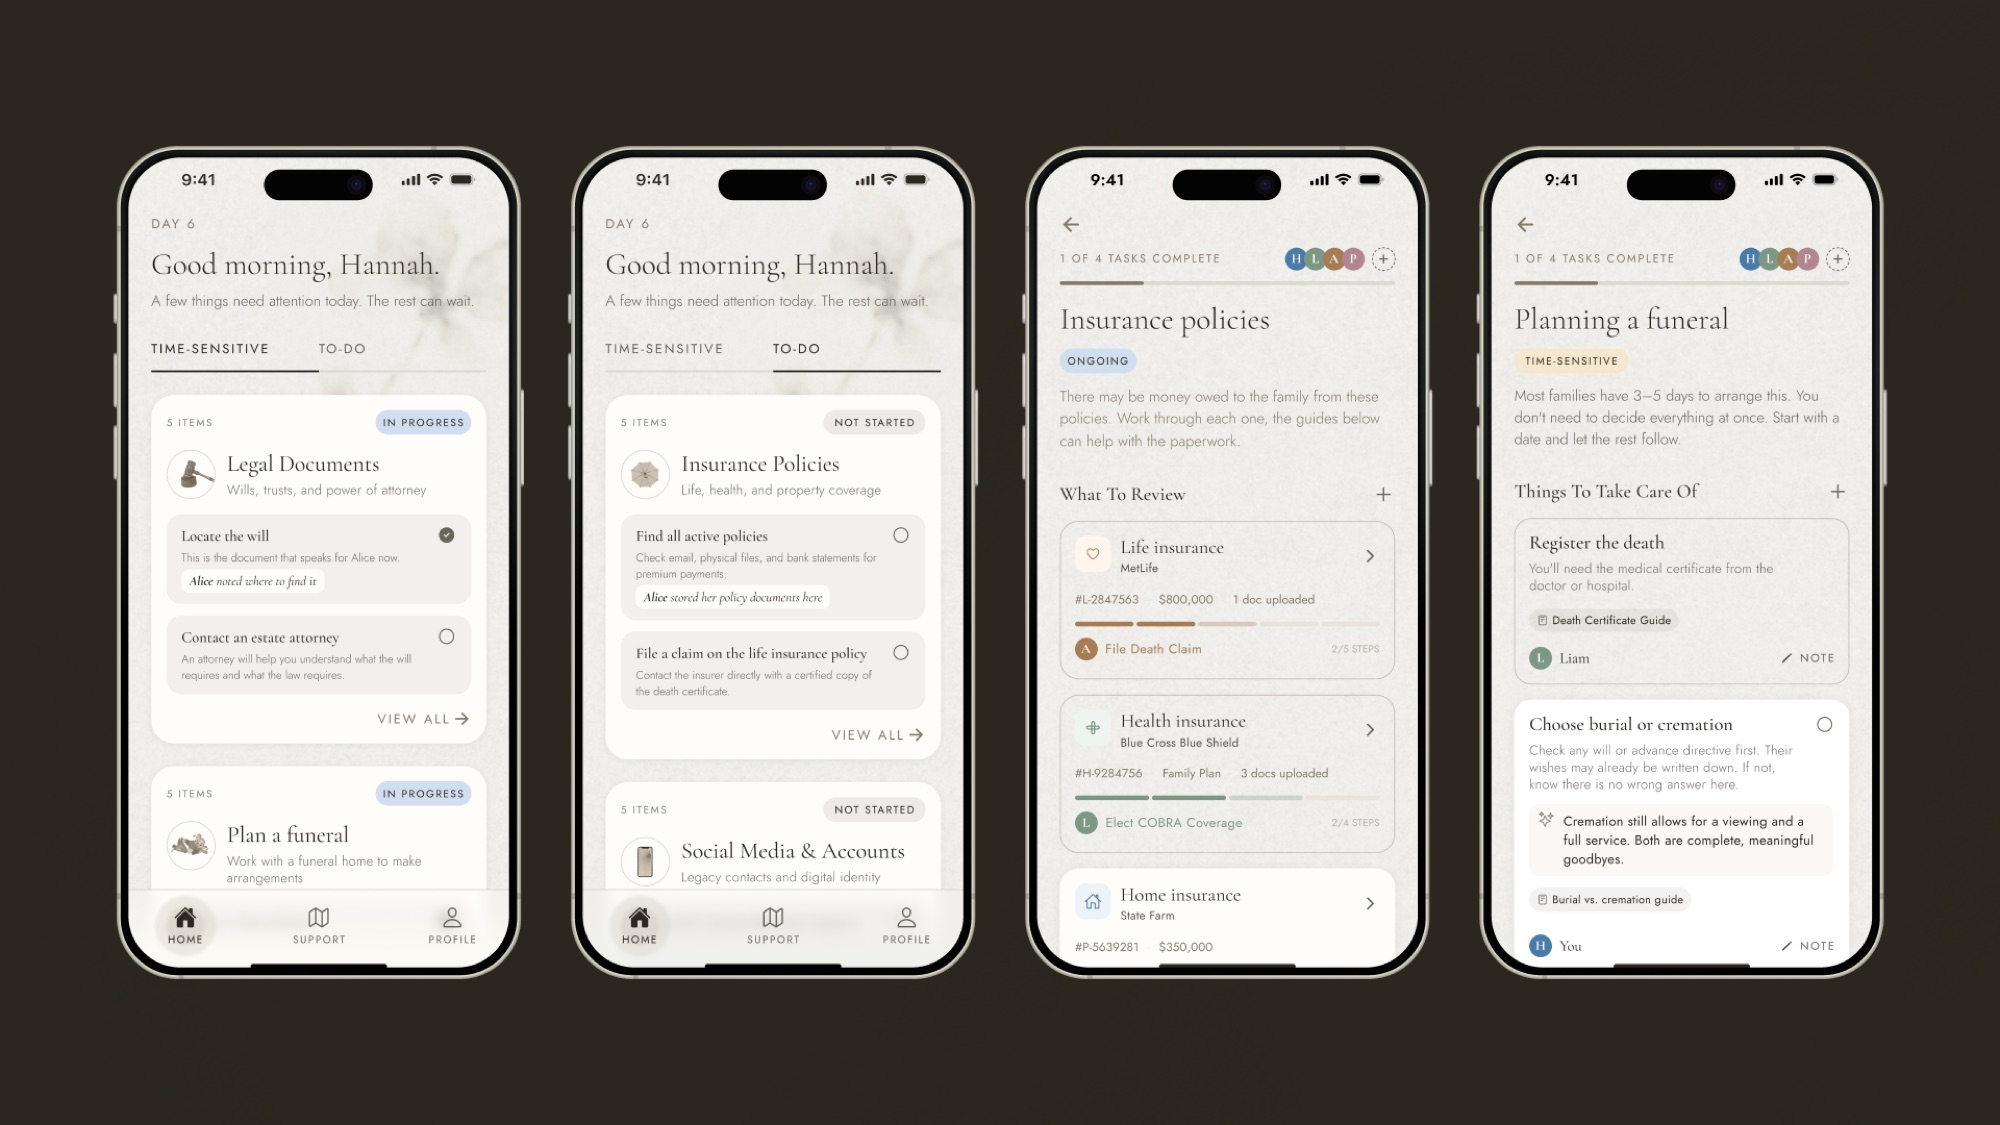 9:41
DAY 6
Good morning, Hannah.
A few things need attention today. The rest can wait.
TIME-SENSITIVE TO-DO
5 ITEMS IN PROGRESS
Legal Documents
Wills, trusts, and power of attorney
Locate the will
This is the document that speaks for Alice now.
Alice noted where to find it
Contact an estate attorney
An attorney will help you understand what the will
requires and what the law requires.
VIEW ALL
5 ITEMS IN PROGRESS
Plan a funeral
Work with a funeral home to make
arrangements
HOME SUPPORT PROFILE
9:41
DAY 6
Good morning, Hannah.
A few things need attention today. The rest can wait.
TIME-SENSITIVE TO-DO
5 ITEMS NOT STARTED
Insurance Policies
Life, health, and property coverage
Find all active policies
Check email, physical files, and bank statements for
premium payments.
Alice stored her policy documents here
File a claim on the life insurance policy
Contact the insurer directly with a certified copy of
the death certificate.
VIEW ALL
5 ITEMS NOT STARTED
Social Media & Accounts
Legacy contacts and digital identity
HOME SUPPORT PROFILE
9:41
1 OF 4 TASKS COMPLETE H L A P
Insurance policies
ONGOING
There may be money owed to the family from these
policies. Work through each one, the guides below
can help with the paperwork.
What To Review
Life insurance
MetLife
#L-2847563 $800,000 1 doc uploaded
A File Death Claim 2/5 STEPS
Health insurance
Blue Cross Blue Shield
#H-9284756 Family Plan 3 docs uploaded
L Elect COBRA Coverage 2/4 STEPS
Home insurance
State Farm
#P-5639281 $350,000
9:41
1 OF 4 TASKS COMPLETE H L A P
Planning a funeral
TIME-SENSITIVE
Most families have 3–5 days to arrange this. You
don't need to decide everything at once. Start with a
date and let the rest follow.
Things To Take Care Of
Register the death
You'll need the medical certificate from the
doctor or hospital.
Death Certificate Guide
L Liam NOTE
Choose burial or cremation
Check any will or advance directive first. Their
wishes may already be written down. If not,
know there is no wrong answer here.
Cremation still allows for a viewing and a
full service. Both are complete, meaningful
goodbyes.
Burial vs. cremation guide
H You NOTE